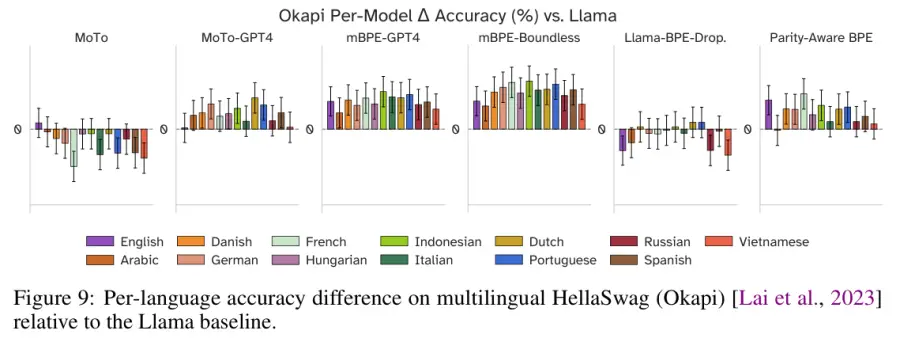 Okapi Per-Model Δ Accuracy (%) vs. Llama
MoTo
MoTo-GPT4
mBPE-GPT4
mBPE-Boundless
Llama-BPE-Drop.
Parity-Aware BPE
0
0
0
0
0
0
English
Danish
French
Indonesian
Dutch
Russian
Vietnamese
Arabic
German
Hungarian
Italian
Portuguese
Spanish
Figure 9: Per-language accuracy difference on multilingual HellaSwag (Okapi) [Lai et al., 2023]
relative to the Llama baseline.